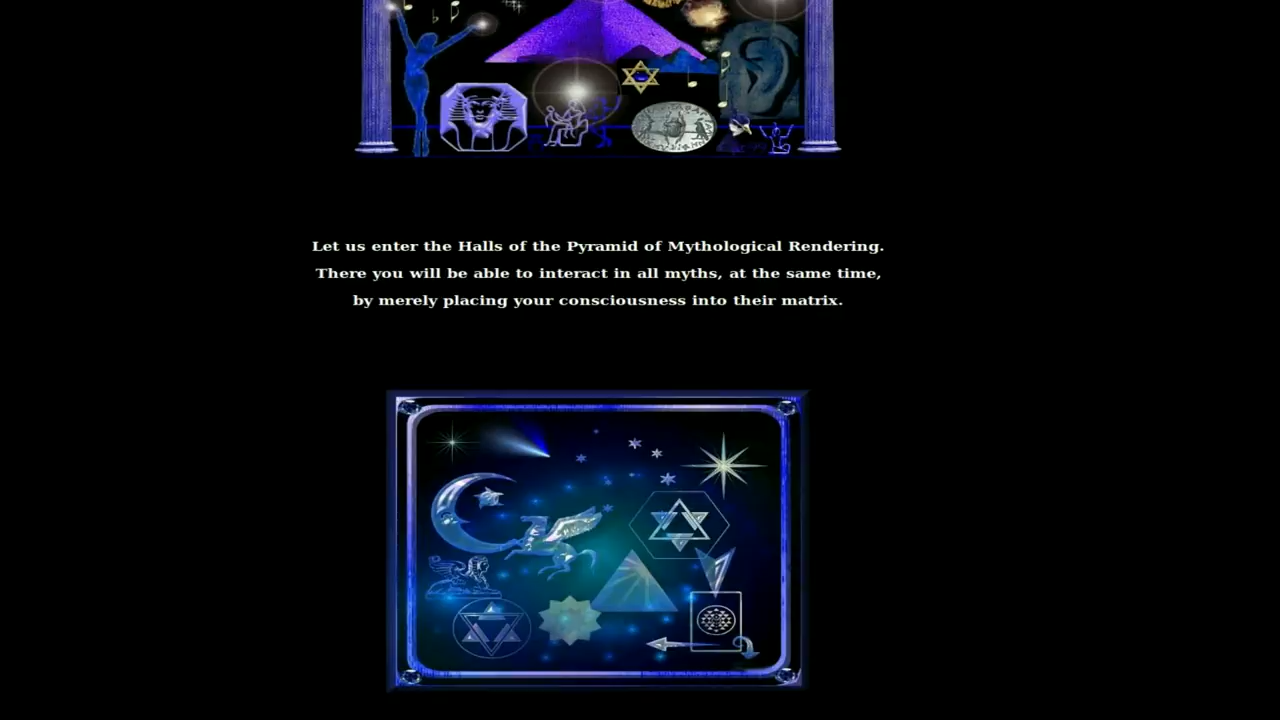 Let us enter the Halls of the Pyramid of Mythological Rendering.
There you will be able to interact in all myths, at the same time,
by merely placing your consciousness into their matrix.